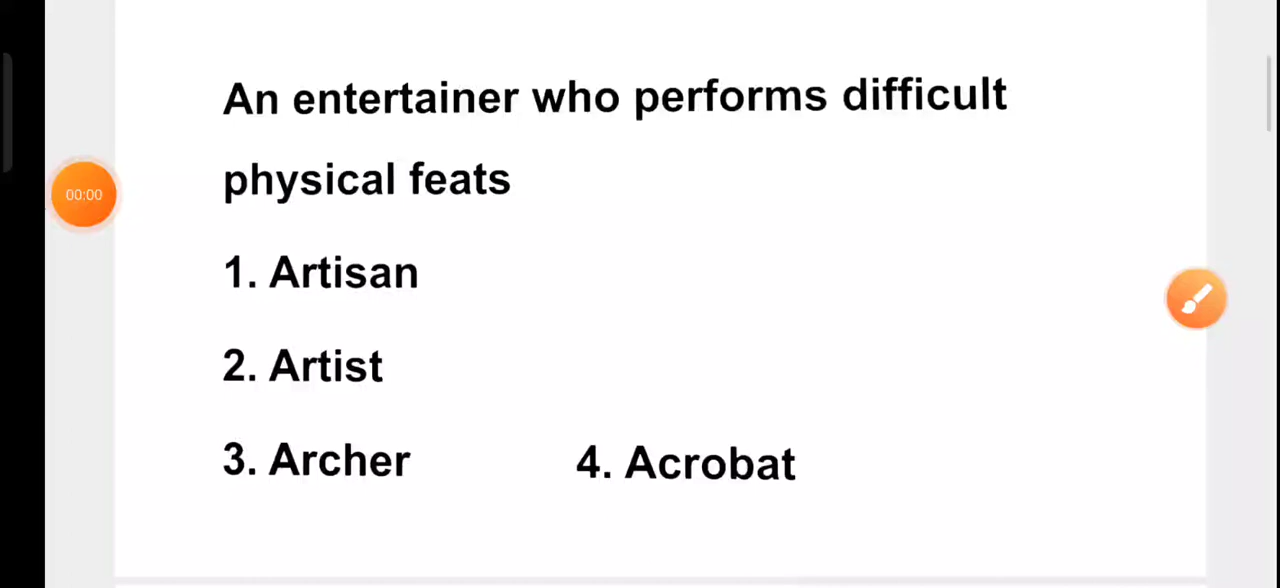 An entertainer who performs difficult
physical feats
00:00
1. Artisan
2. Artist
3. Archer 4. Acrobat